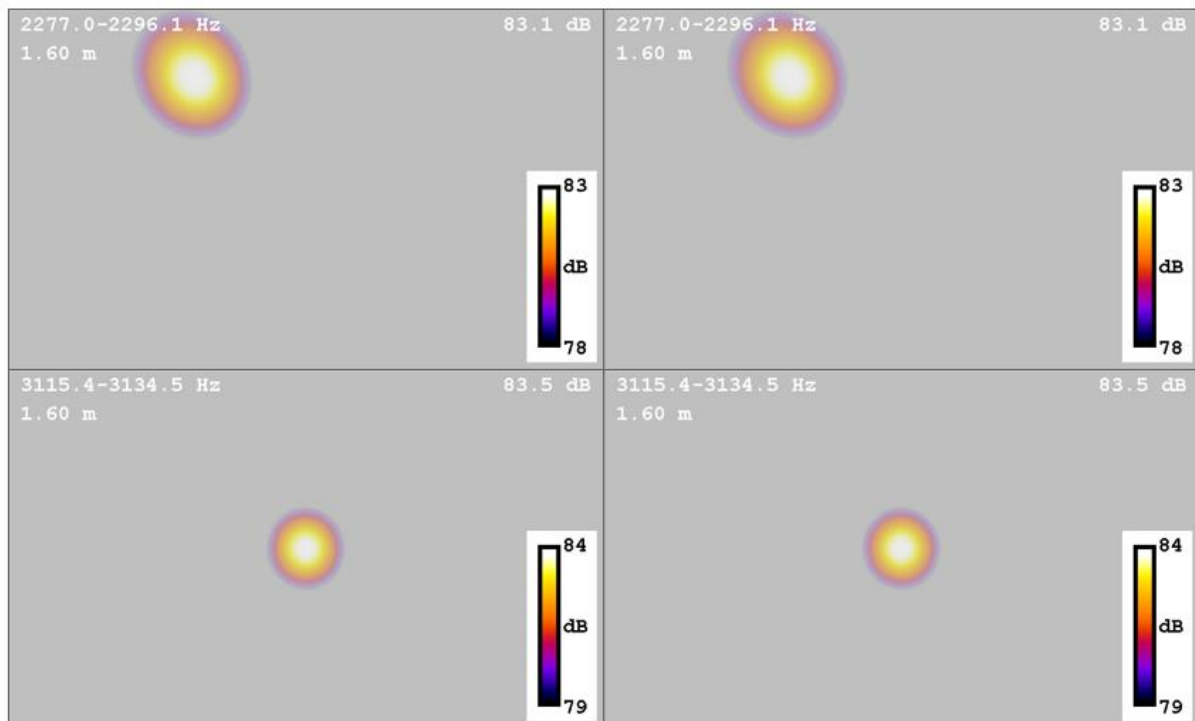 2277.0-2296.1 Hz 83.1 dB
1.60 m
83
dB
78
2277.0-2296.1 Hz 83.1 dB
1.60 m
83
dB
78
3115.4-3134.5 Hz 83.5 dB
1.60 m
84
dB
79
3115.4-3134.5 Hz 83.5 dB
1.60 m
84
dB
79